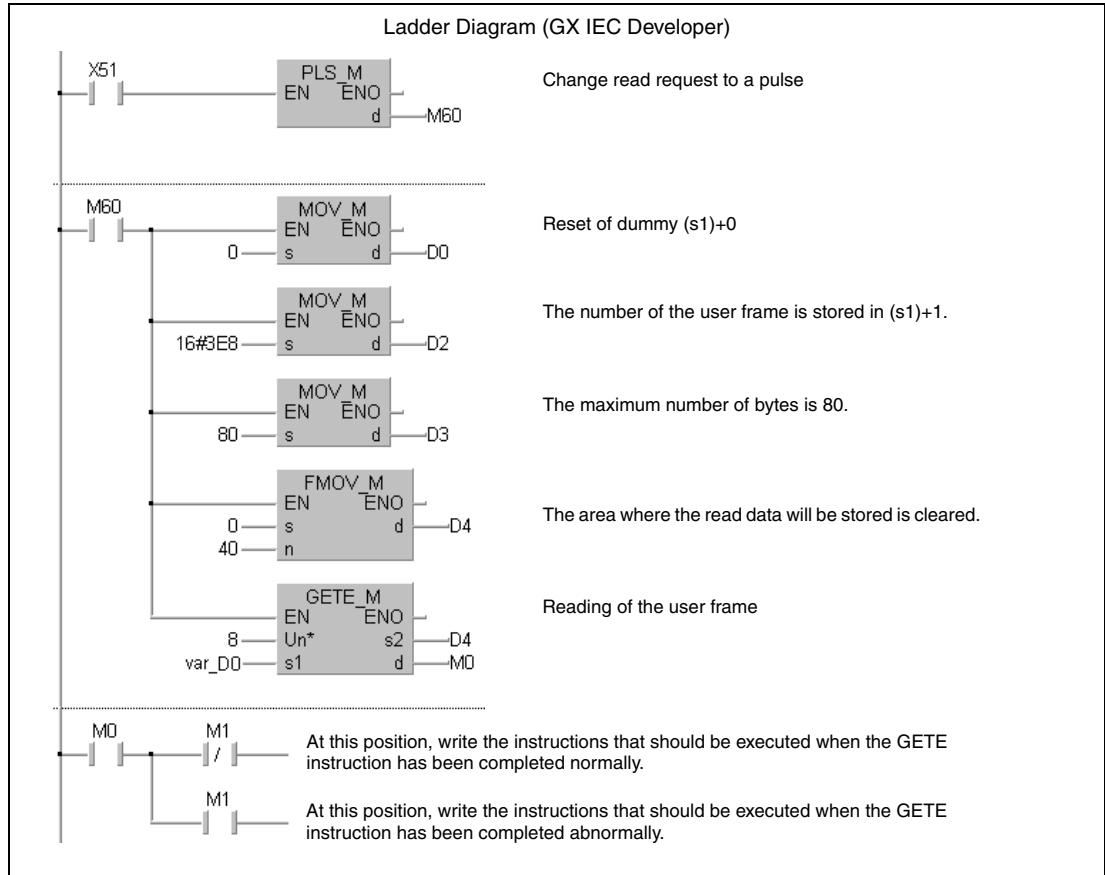 Ladder Diagram (GX IEC Developer)
X51
PLS_M
EN ENO
d M60
Change read request to a pulse
M60
MOV_M
EN ENO
0 s d D0
Reset of dummy (s1)+0
MOV_M
EN ENO
16#3E8 s d D2
The number of the user frame is stored in (s1)+1.
MOV_M
EN ENO
80 s d D3
The maximum number of bytes is 80.
FMOV_M
EN ENO
0 s d D4
40 n
The area where the read data will be stored is cleared.
GETE_M
EN ENO
8 Un* s2 D4
var_D0 s1 d M0
Reading of the user frame
M0 M1
/
At this position, write the instructions that should be executed when the GETE
instruction has been completed normally.
M1
At this position, write the instructions that should be executed when the GETE
instruction has been completed abnormally.